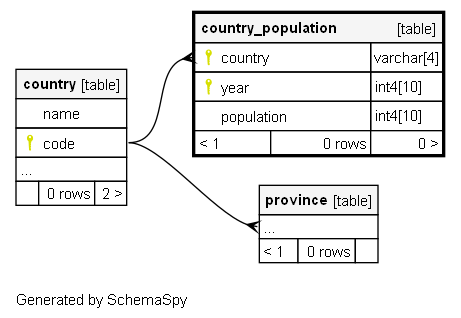 country_population [table]
country varchar[4]
year int4[10]
population int4[10]
< 1 0 rows 0 >
country [table]
name
code
...
0 rows 2 >
province [table]
...
< 1 0 rows
Generated by SchemaSpy